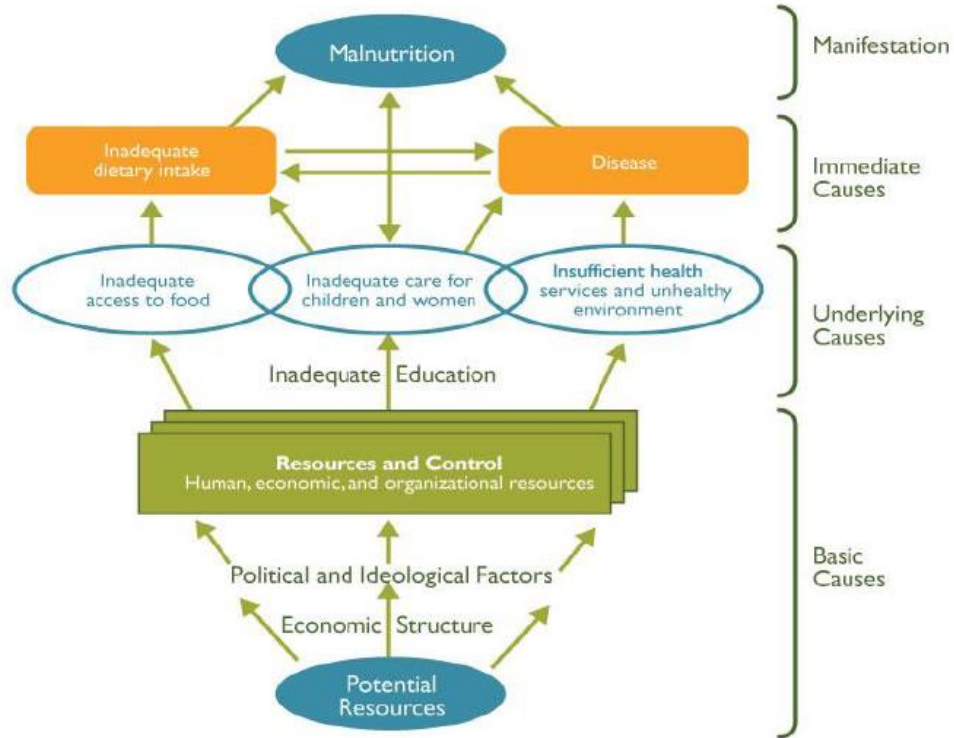 Malnutrition
Manifestation
Inadequate
dietary intake
Disease
Immediate
Causes
Inadequate
access to food
Inadequate care for
children and women
Insufficient health
services and unhealthy
environment
Underlying
Causes
Inadequate Education
Resources and Control
Human, economic, and organizational resources
Political and Ideological Factors
Basic
Causes
Economic Structure
Potential
Resources